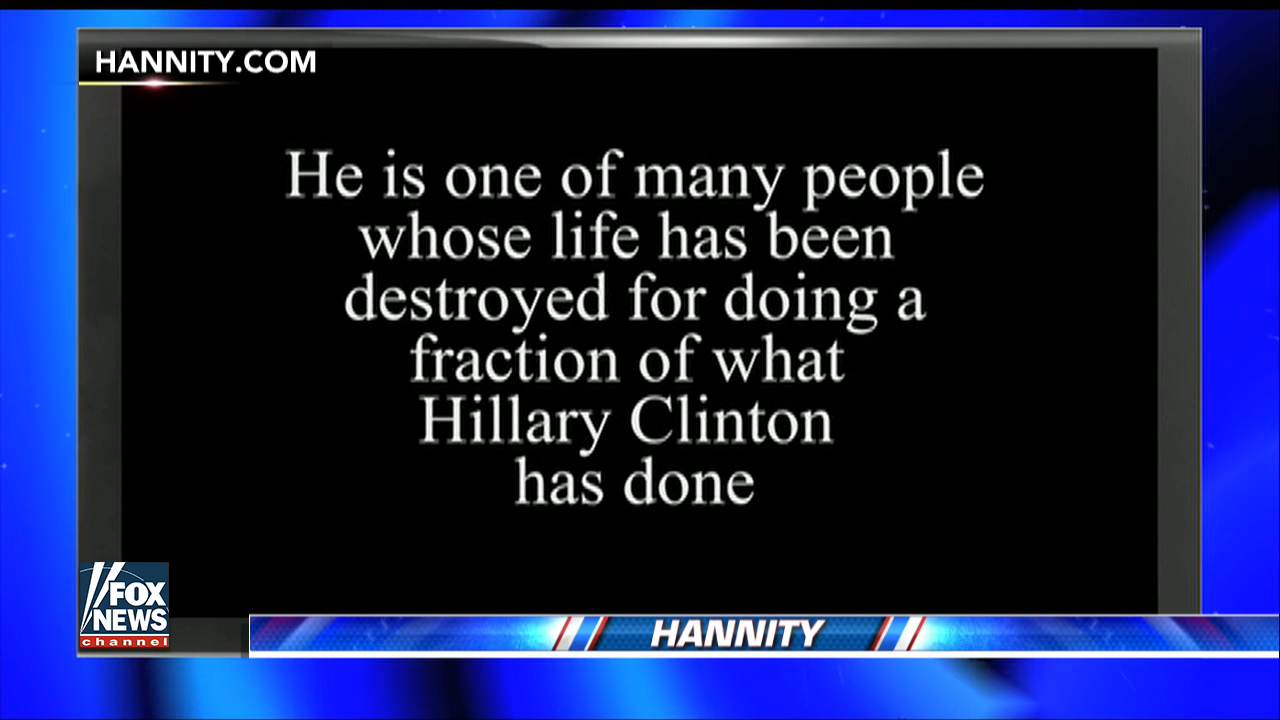 HANNITY.COM
He is one of many people
whose life has been
destroyed for doing a
fraction of what
Hillary Clinton
has done
FOX
NEWS
channel
HANNITY